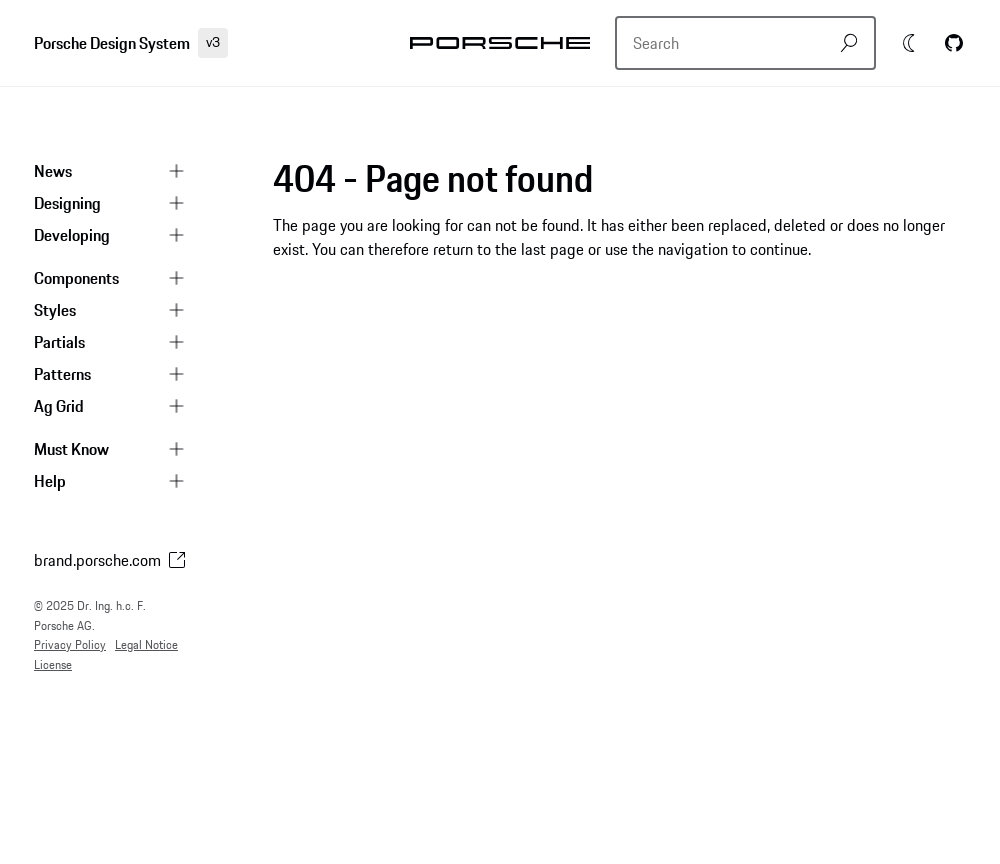 Porsche Design System v3
PORSCHE
Search
News
Designing
Developing
Components
Styles
Partials
Patterns
Ag Grid
Must Know
Help
brand.porsche.com
© 2025 Dr. Ing. h.c. F.
Porsche AG.
Privacy Policy Legal Notice
License
404 - Page not found
The page you are looking for can not be found. It has either been replaced, deleted or does no longer
exist. You can therefore return to the last page or use the navigation to continue.